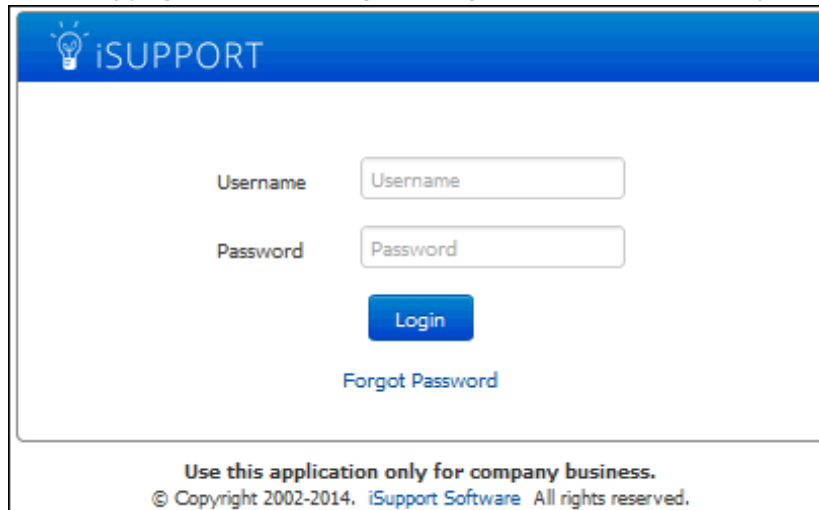 iSUPPORT
Username Username
Password Password
Login
Forgot Password
Use this application only for company business.
© Copyright 2002-2014. iSupport Software All rights reserved.